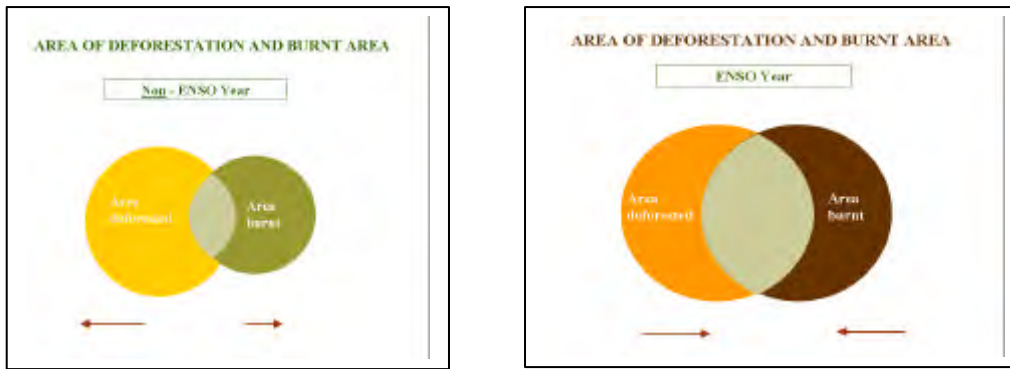 AREA OF DEFORESTATION AND BURNT AREA
Non - ENSO Year
Area
deforested
Area
burnt
AREA OF DEFORESTATION AND BURNT AREA
ENSO Year
Area
deforested
Area
burnt